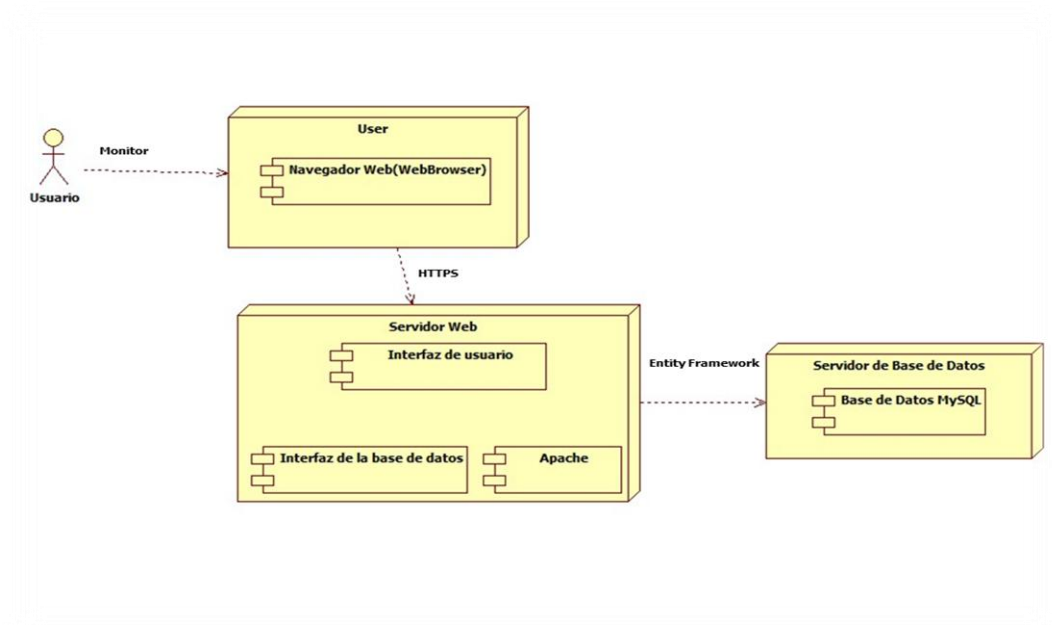 User
Monitor
Navegador Web(WebBrowser)
Usuario
HTTPS
Servidor Web
Interfaz de usuario
Entity Framework
Servidor de Base de Datos
Base de Datos MySQL
Interfaz de la base de datos
Apache